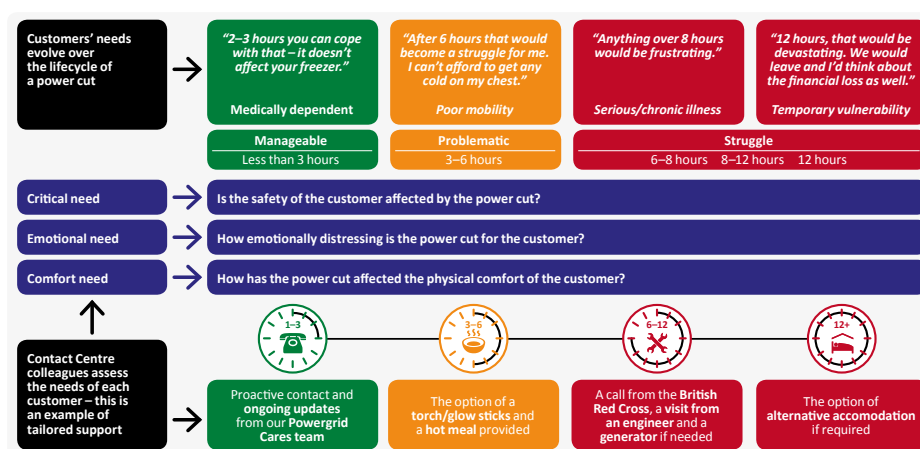 Customers' needs
evolve over
the lifecycle of
a power cut
“2–3 hours you can cope
with that – it doesn't
affect your freezer.”
Medically dependent
“After 6 hours that would
become a struggle for me.
I can't afford to get any
cold on my chest.”
Poor mobility
“Anything over 8 hours
would be frustrating.”
Serious/chronic illness
“12 hours, that would be
devastating. We would
leave and I'd think about
the financial loss as well.”
Temporary vulnerability
Manageable
Less than 3 hours
Problematic
3–6 hours
Struggle
6–8 hours 8–12 hours 12 hours
Critical need
Is the safety of the customer affected by the power cut?
Emotional need
How emotionally distressing is the power cut for the customer?
Comfort need
How has the power cut affected the physical comfort of the customer?
1–3
3–6
6–12
12+
Contact Centre
colleagues assess
the needs of each
customer – this is
an example of
tailored support
Proactive contact and
ongoing updates
from our Powergrid
Cares team
The option of a
torch/glow sticks and
a hot meal provided
A call from the British
Red Cross, a visit from
an engineer and a
generator if needed
The option of
alternative accomodation
if required